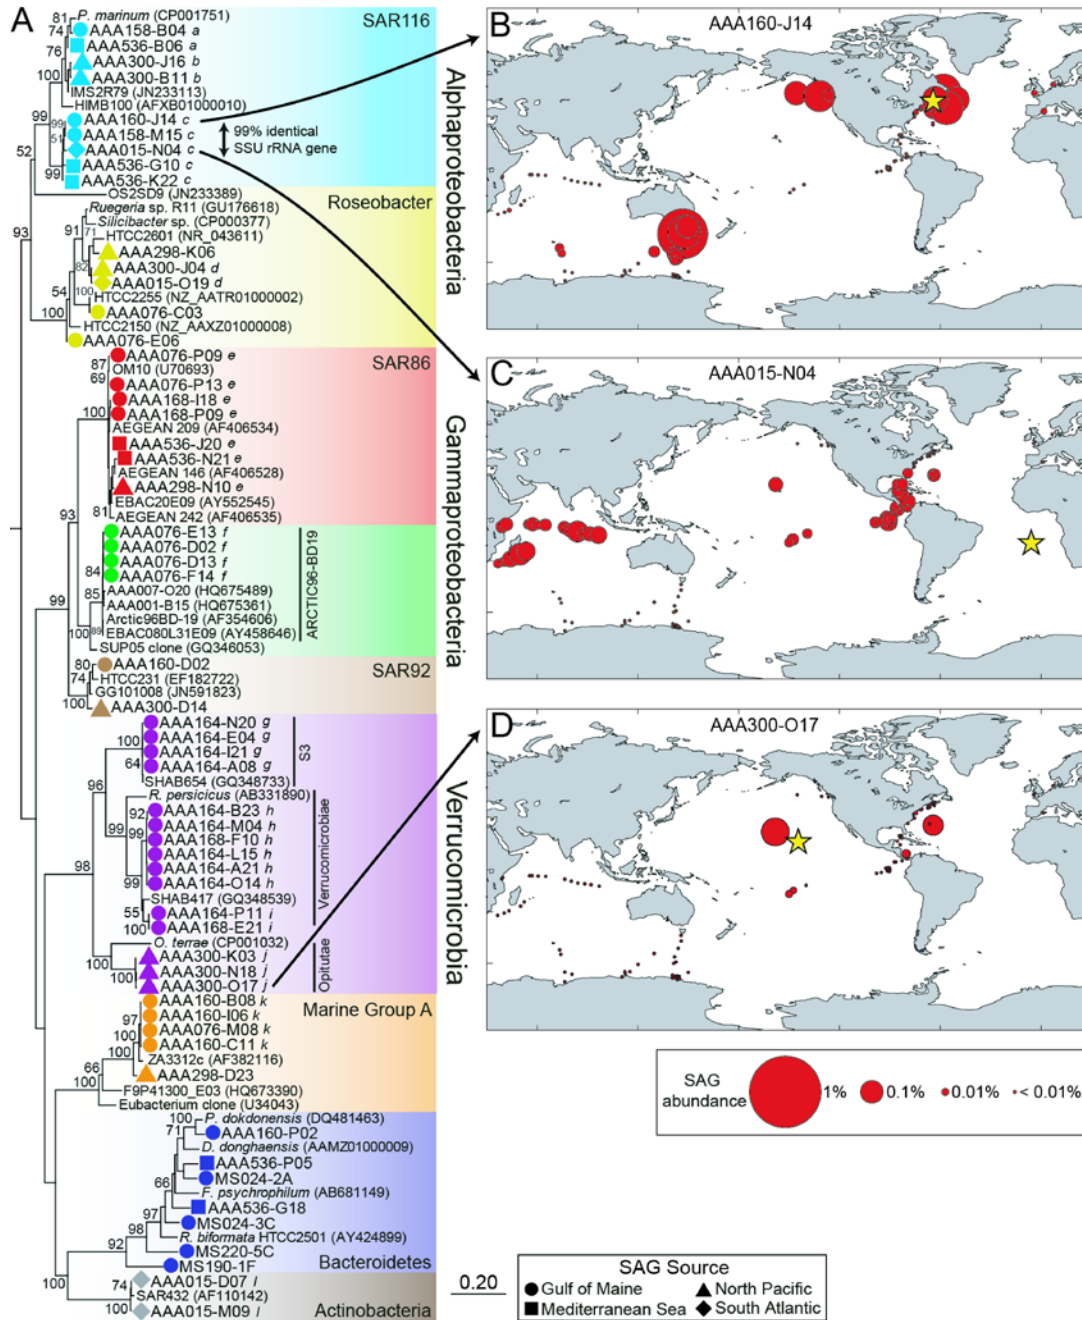 A
81
P. marinum (CP001751)
SAR116
74
AAA158-B04 a
76
AAA536-B06 a
AAA300-J16 b
100
AAA300-B11 b
IMS2R79 (JN233113)
HIMB100 (AFXB01000010)
99
99
AAA160-J14 c
51
AAA158-M15 c
99% identical
SSU rRNA gene
AAA015-N04 c
52
AAA536-G10 c
99
AAA536-K22 c
OS2SD9 (JN233389)
Alphaproteobacteria
Roseobacter
Ruegeria sp. R11 (GU176618)
Silicibacter sp. (CP000377)
93
91
71
HTCC2601 (NR_043611)
AAA298-K06
82
AAA300-J04 d
AAA015-O19 d
100
54
HTCC2255 (NZ_AATR01000002)
AAA076-C03
100
HTCC2150 (NZ_AAXZ01000008)
AAA076-E06
SAR86
AAA076-P09 e
87
OM10 (U70693)
69
AAA076-P13 e
AAA168-I18 e
100
AAA168-P09 e
AEGEAN 209 (AF406534)
AAA536-J20 e
AAA536-N21 e
AEGEAN 146 (AF406528)
AAA298-N10 e
EBAC20E09 (AY552545)
81
AEGEAN 242 (AF406535)
Gammaproteobacteria
93
AAA076-E13 f
AAA076-D02 f
AAA076-D13 f
84
AAA076-F14 f
85
AAA007-O20 (HQ675489)
AAA001-B15 (HQ675361)
Arctic96BD-19 (AF354606)
99
100
89
EBAC080L31E09 (AY458646)
SUP05 clone (GQ346053)
ARCTIC96-BD19
SAR92
80
AAA160-D02
74
HTCC231 (EF182722)
GG101008 (JN591823)
100
AAA300-D14
AAA164-N20 g
AAA164-E04 g
100
AAA164-I21 g
64
AAA164-A08 g
SHAB654 (GQ348733)
S3
96
R. persicicus (AB331890)
92
AAA164-B23 h
AAA164-M04 h
99
99
AAA168-F10 h
AAA164-L15 h
98
AAA164-A21 h
99
AAA164-O14 h
SHAB417 (GQ348539)
55
AAA164-P11 i
100
AAA168-E21 i
Verrucomicrobiae
O. terrae (CP001032)
AAA300-K03 j
100
AAA300-N18 j
AAA300-O17 j
Opitutae
Verrucomicrobia
Marine Group A
AAA160-B08 k
AAA160-I06 k
97
AAA076-M08 k
100
AAA160-C11 k
ZA3312c (AF382116)
66
100
AAA298-D23
F9P41300_E03 (HQ673390)
Eubacterium clone (U34043)
100
P. dokdonensis (DQ481463)
71
AAA160-P02
D. donghaensis (AAMZ01000009)
AAA536-P05
66
MS024-2A
F. psychrophilum (AB681149)
97
AAA536-G18
98
MS024-3C
R. biformata HTCC2501 (AY424899)
92
MS220-5C
MS190-1F
Bacteroidetes
100
74
AAA015-D07 l
SAR432 (AF110142)
100
AAA015-M09 l
Actinobacteria
0.20
B
AAA160-J14
C
AAA015-N04
D
AAA300-O17
SAG
abundance
1%
0.1%
0.01%
< 0.01%
SAG Source
Gulf of Maine
North Pacific
Mediterranean Sea
South Atlantic